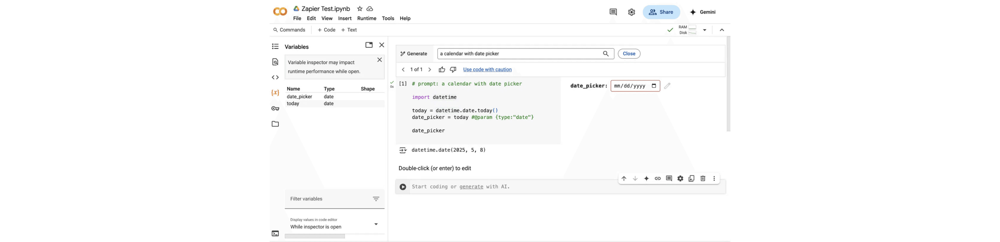 Zapier Test.ipynb
File Edit View Insert Runtime Tools Help
Share
Gemini
Commands + Code + Text
RAM
Disk
Variables
Variable inspector may impact
runtime performance while open.
Name Type Shape
date_picker date
today date
Filter variables
Display values in code editor
While inspector is open
Generate
a calendar with date picker
Close
1 of 1
Use code with caution
0s
[1] # prompt: a calendar with date picker
import datetime
today = datetime.date.today()
date_picker = today #@param {type:"date"}
date_picker
date_picker: mm/dd/yyyy
datetime.date(2025, 5, 8)
Double-click (or enter) to edit
Start coding or generate with AI.